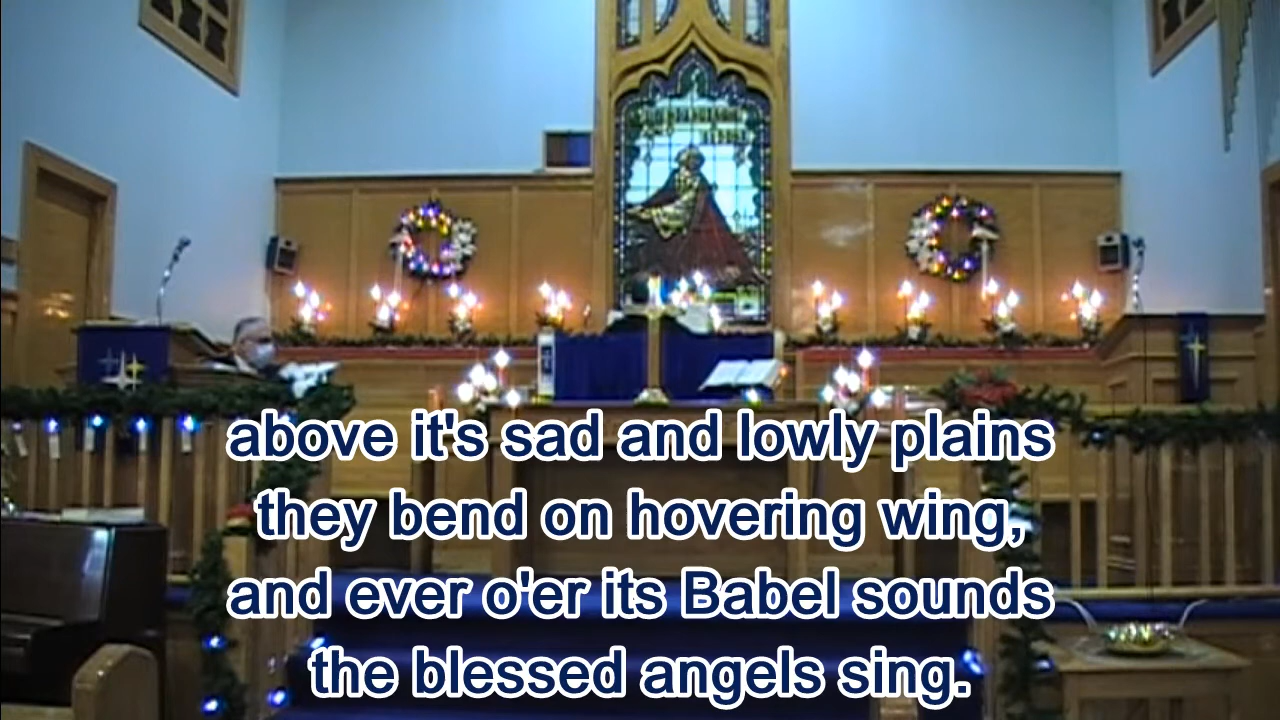 above it's sad and lowly plains
they bend on hovering wing,
and ever o'er its Babel sounds
the blessed angels sing.